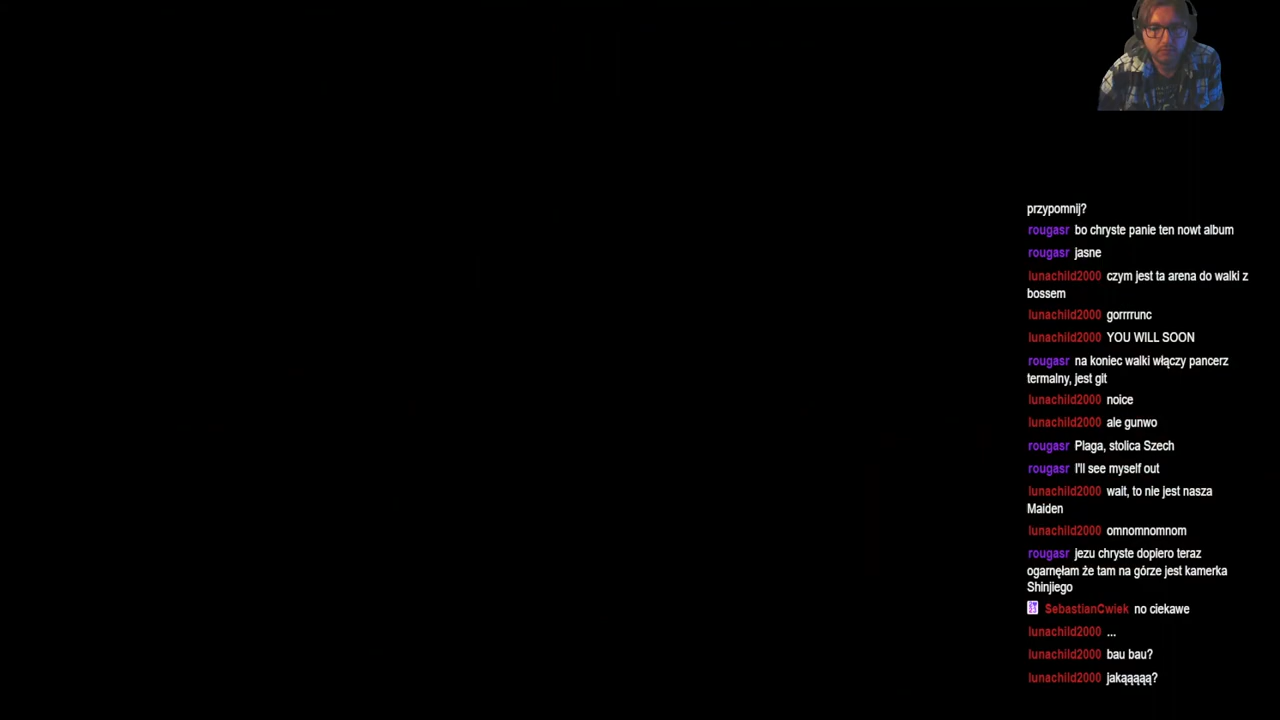 przypomnij?
rougasr bo chryste panie ten nowt album
rougasr jasne
lunachild2000 czym jest ta arena do walki z
bossem
lunachild2000 gorrrrunc
lunachild2000 YOU WILL SOON
rougasr na koniec walki włączy pancerz
termalny, jest git
lunachild2000 noice
lunachild2000 ale gunwo
rougasr Plaga, stolica Szech
rougasr I'll see myself out
lunachild2000 wait, to nie jest nasza
Maiden
lunachild2000 omnomnomnom
rougasr jezu chryste dopiero teraz
ogarnęłam że tam na górze jest kamerka
Shinjiego
SebastianCwiek no ciekawe
lunachild2000 ...
lunachild2000 bau bau?
lunachild2000 jakąąąąą?